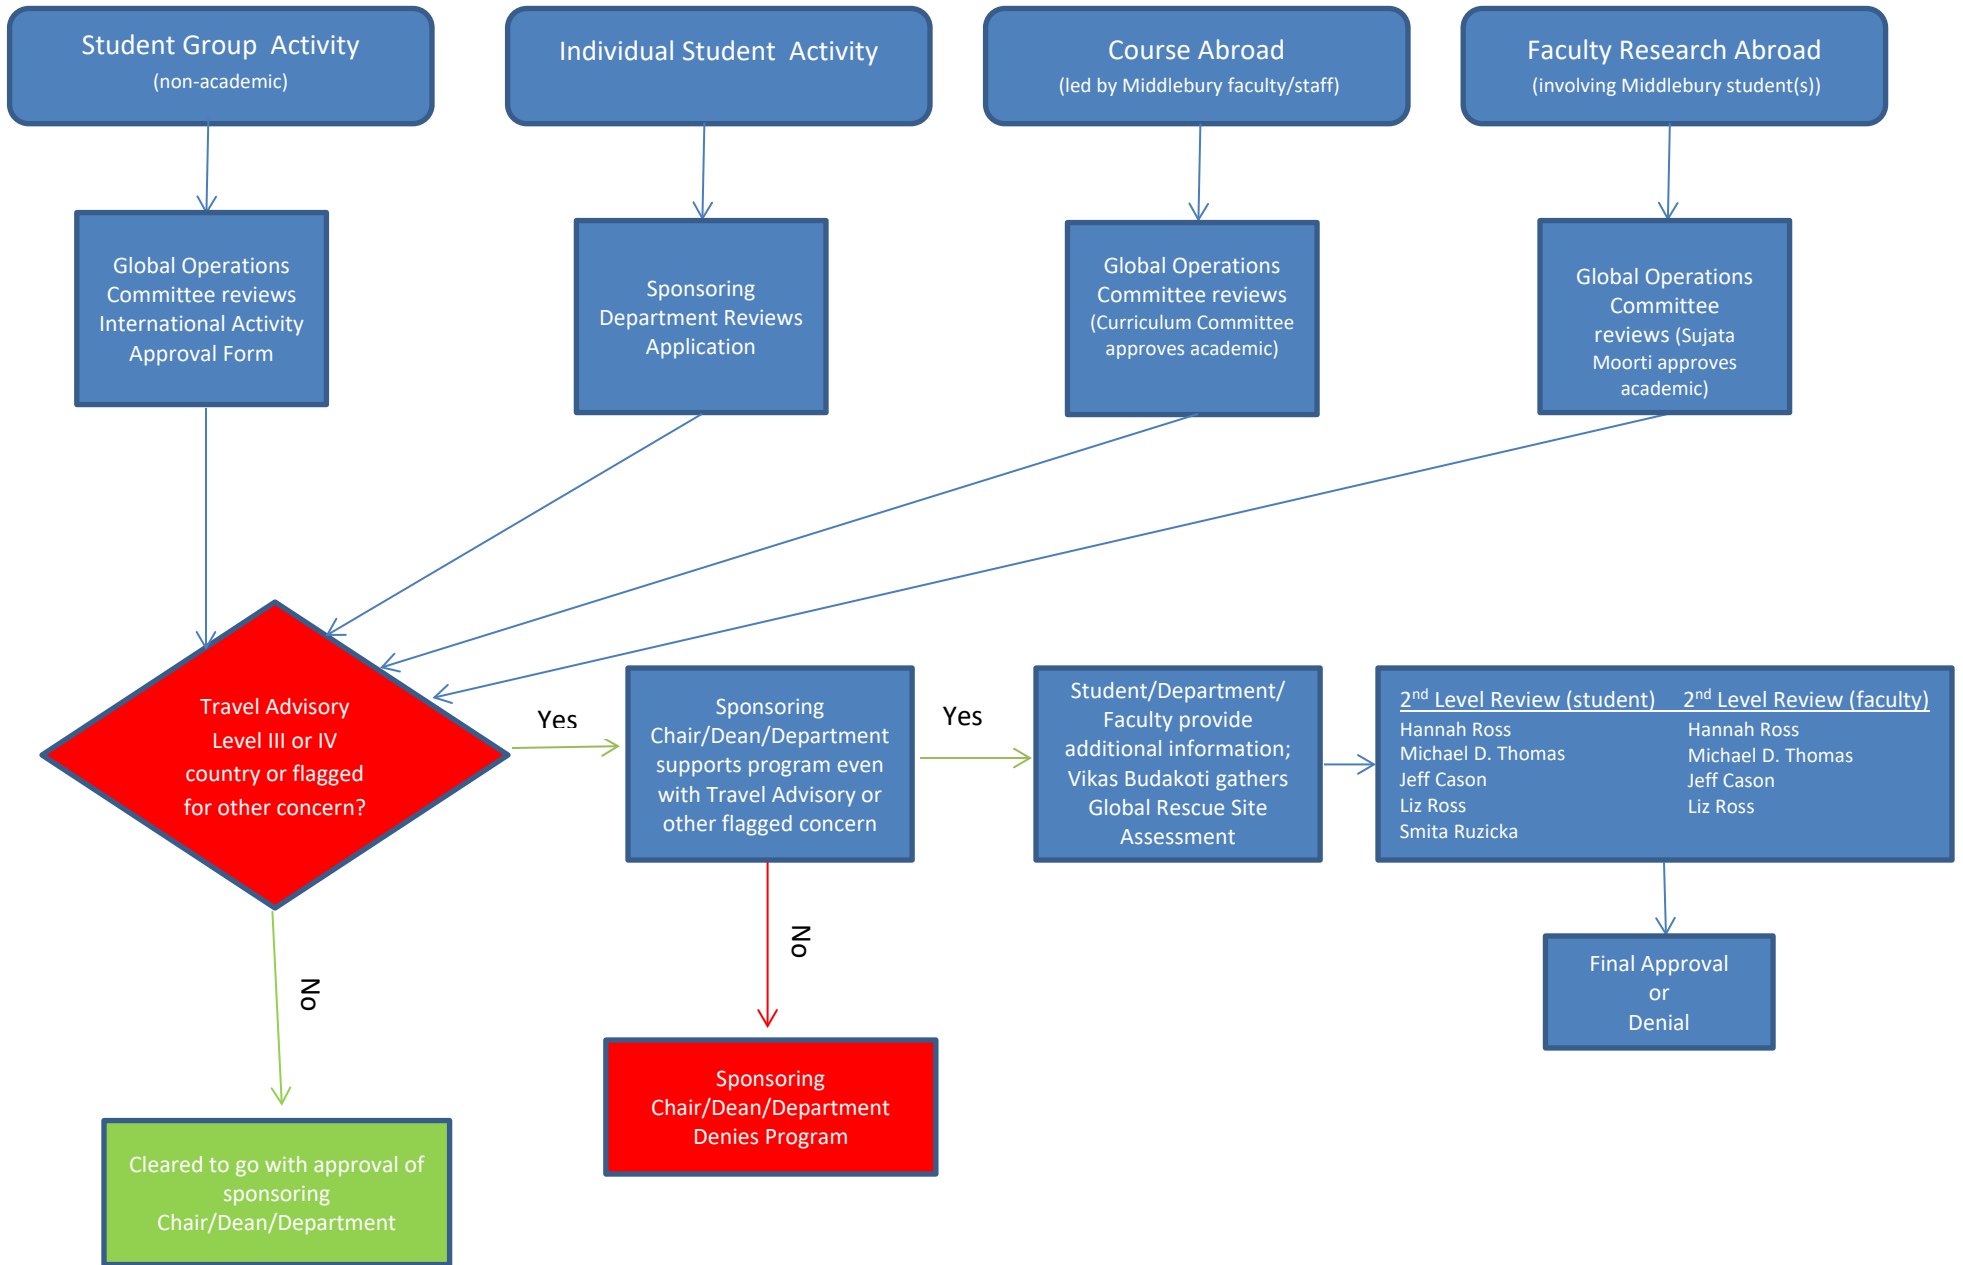 Student Group Activity
(non-academic)
Individual Student Activity
Course Abroad
(led by Middlebury faculty/staff)
Faculty Research Abroad
(involving Middlebury student(s))
Global Operations
Committee reviews
International Activity
Approval Form
Sponsoring
Department Reviews
Application
Global Operations
Committee reviews
(Curriculum Committee
approves academic)
Global Operations
Committee
reviews (Sujata
Moorti approves
academic)
Travel Advisory
Level III or IV
country or flagged
for other concern?
Yes
Sponsoring
Chair/Dean/Department
supports program even
with Travel Advisory or
other flagged concern
Yes
Student/Department/
Faculty provide
additional information;
Vikas Budakoti gathers
Global Rescue Site
Assessment
2nd Level Review (student) 2nd Level Review (faculty)
Hannah Ross Hannah Ross
Michael D. Thomas Michael D. Thomas
Jeff Cason Jeff Cason
Liz Ross Liz Ross
Smita Ruzicka
No
No
Final Approval
or
Denial
Sponsoring
Chair/Dean/Department
Denies Program
Cleared to go with approval of
sponsoring
Chair/Dean/Department